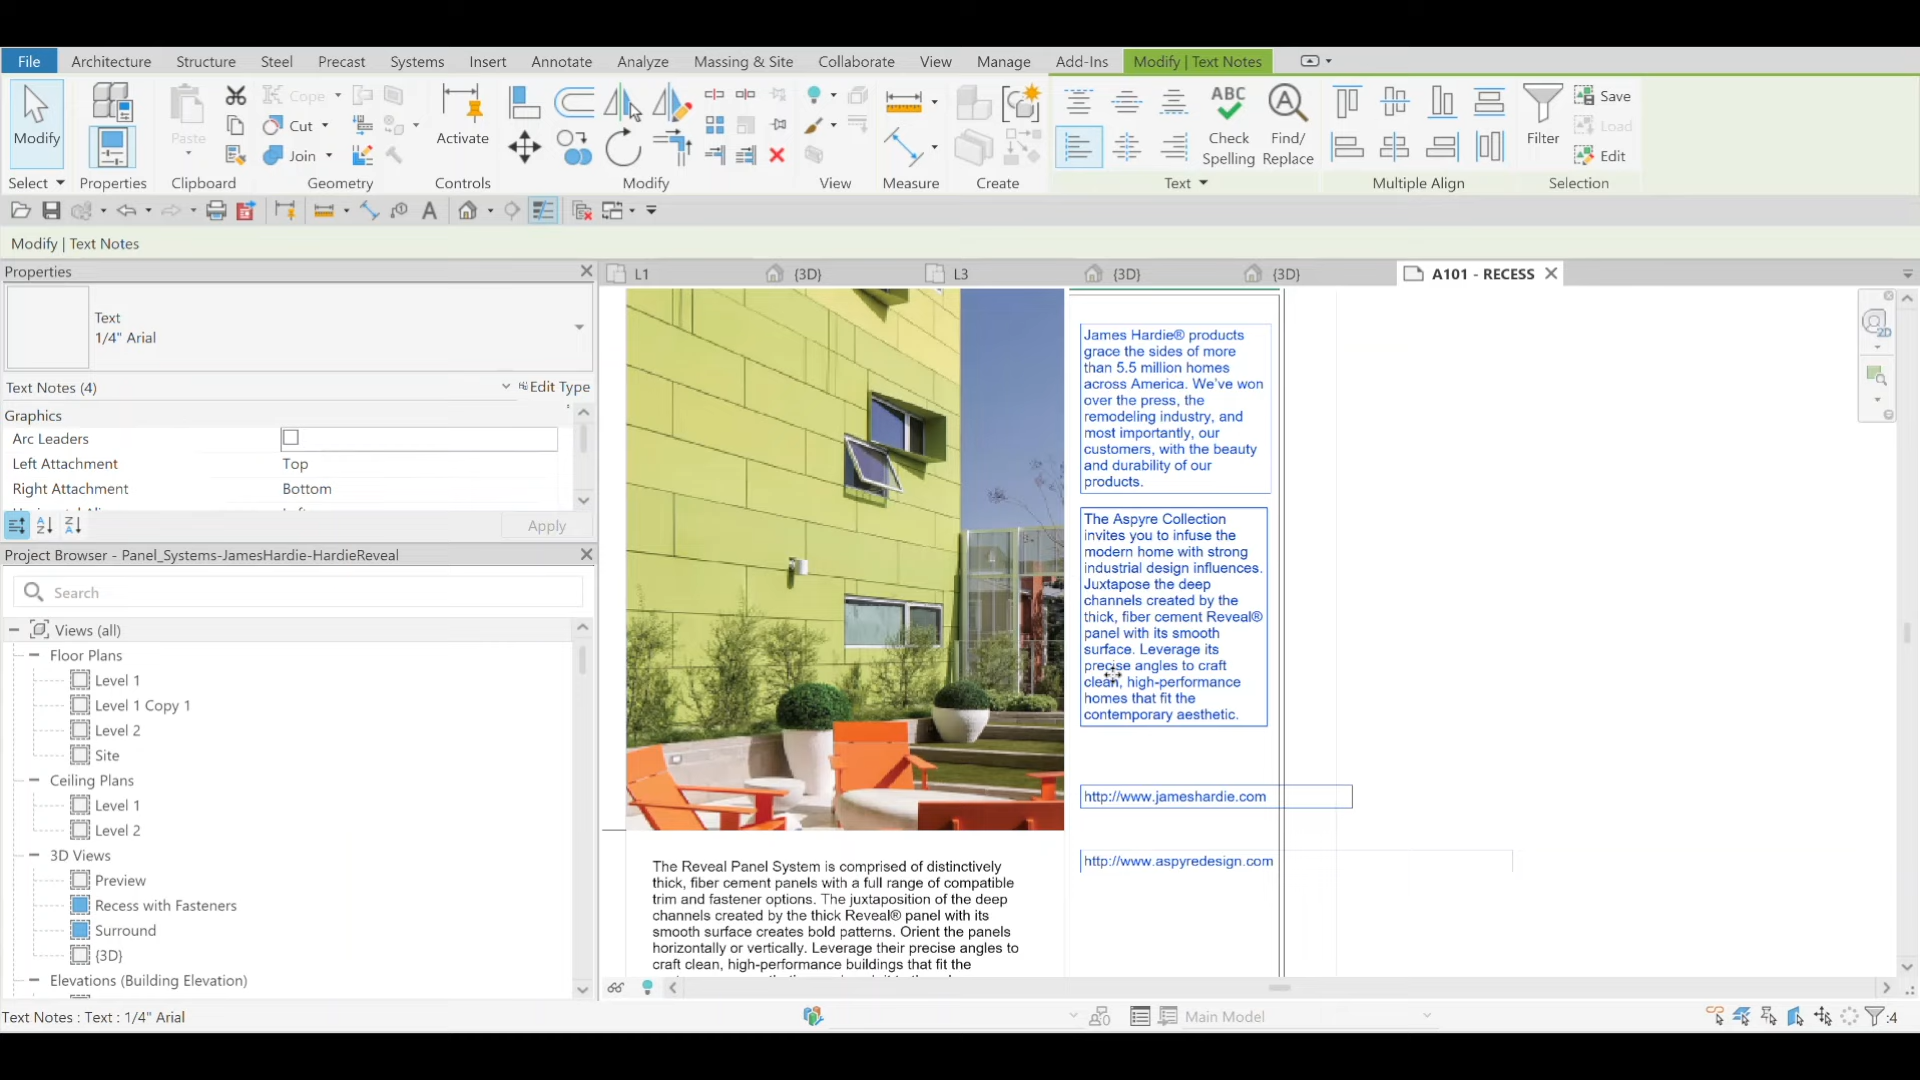 File Architecture Structure Steel Precast Systems Insert Annotate Analyze Massing & Site Collaborate View Manage Add-Ins Modify | Text Notes
Modify
Paste
Cope
Cut
Join
Activate
ABC
Check
Spelling
Find/
Replace
Filter
Save
Load
Edit
Select Properties Clipboard Geometry Controls Modify View Measure Create Text Multiple Align Selection
Modify | Text Notes
Properties
Text
1/4" Arial
Text Notes (4)
Edit Type
Graphics
Arc Leaders
Left Attachment Top
Right Attachment Bottom
Apply
Project Browser - Panel_Systems-JamesHardie-HardieReveal
Search
Views (all)
Floor Plans
Level 1
Level 1 Copy 1
Level 2
Site
Ceiling Plans
Level 1
Level 2
3D Views
Preview
Recess with Fasteners
Surround
{3D}
Elevations (Building Elevation)
L1 {3D} L3 {3D} {3D} A101 - RECESS
2D
James Hardie® products
grace the sides of more
than 5.5 million homes
across America. We've won
over the press, the
remodeling industry, and
most importantly, our
customers, with the beauty
and durability of our
products.
The Aspyre Collection
invites you to infuse the
modern home with strong
industrial design influences.
Juxtapose the deep
channels created by the
thick, fiber cement Reveal®
panel with its smooth
surface. Leverage its
precise angles to craft
clean, high-performance
homes that fit the
contemporary aesthetic.
http://www.jameshardie.com
http://www.aspyredesign.com
The Reveal Panel System is comprised of distinctively
thick, fiber cement panels with a full range of compatible
trim and fastener options. The juxtaposition of the deep
channels created by the thick Reveal® panel with its
smooth surface creates bold patterns. Orient the panels
horizontally or vertically. Leverage their precise angles to
craft clean, high-performance buildings that fit the
Text Notes : Text : 1/4" Arial
Main Model
:4